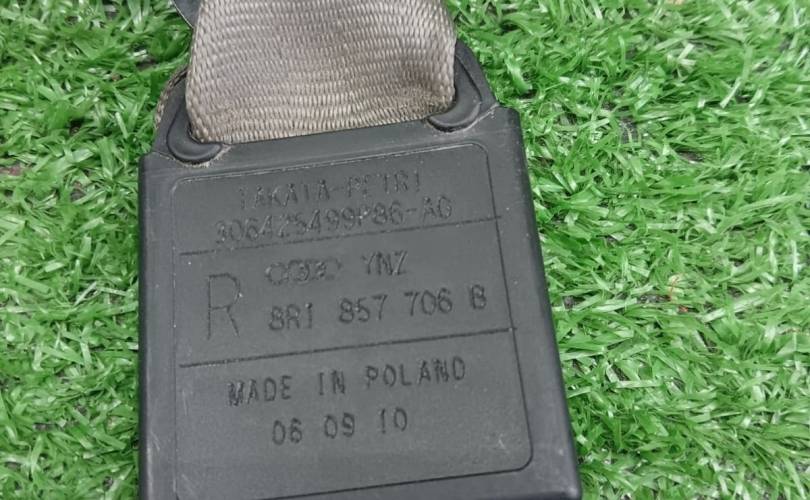 TAKATA-PETRI
306425499P86-AG
YNZ
R
8R1 857 706 B
MADE IN POLAND
06 09 10